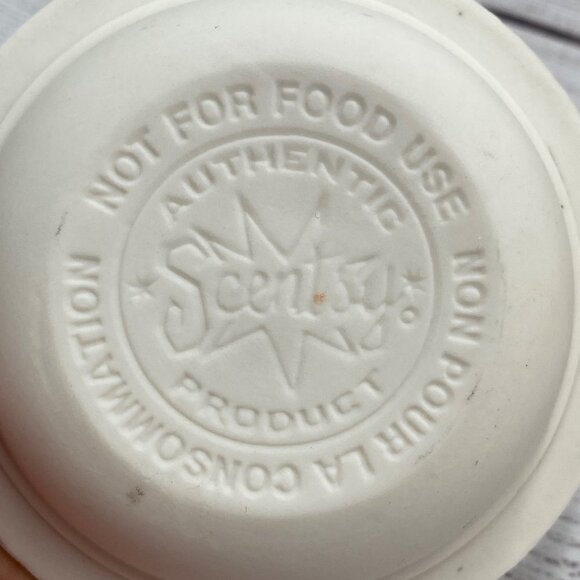 NOT FOR FOOD USE
AUTHENTIC
Scentsy
PRODUCT
NON POUR LA CONSOMMATION